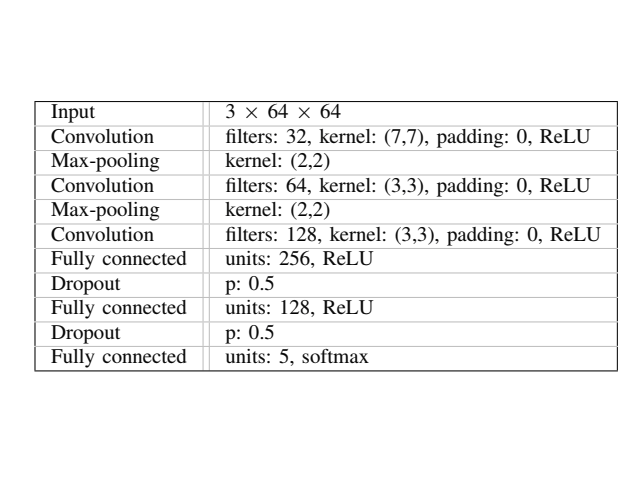 Input 3 × 64 × 64
Convolution filters: 32, kernel: (7,7), padding: 0, ReLU
Max-pooling kernel: (2,2)
Convolution filters: 64, kernel: (3,3), padding: 0, ReLU
Max-pooling kernel: (2,2)
Convolution filters: 128, kernel: (3,3), padding: 0, ReLU
Fully connected units: 256, ReLU
Dropout p: 0.5
Fully connected units: 128, ReLU
Dropout p: 0.5
Fully connected units: 5, softmax